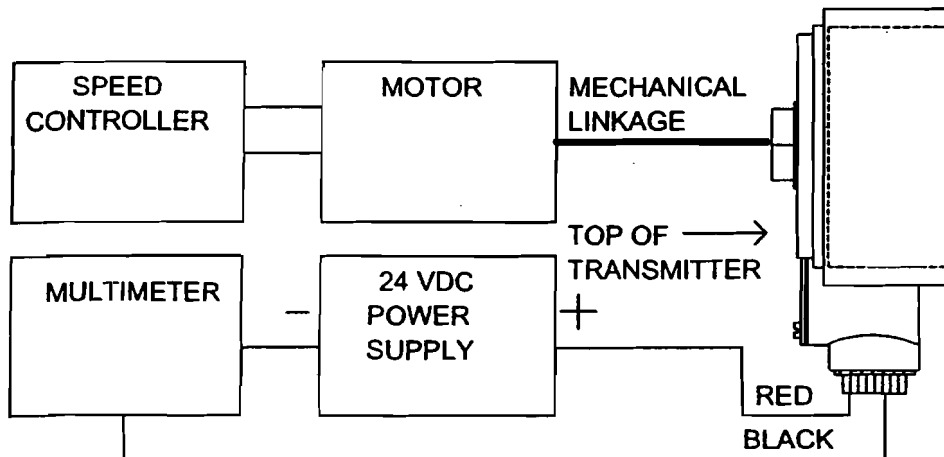 SPEED
CONTROLLER
MOTOR
MECHANICAL
LINKAGE
TOP OF
TRANSMITTER
MULTIMETER
−
24 VDC
POWER
SUPPLY
+
RED
BLACK